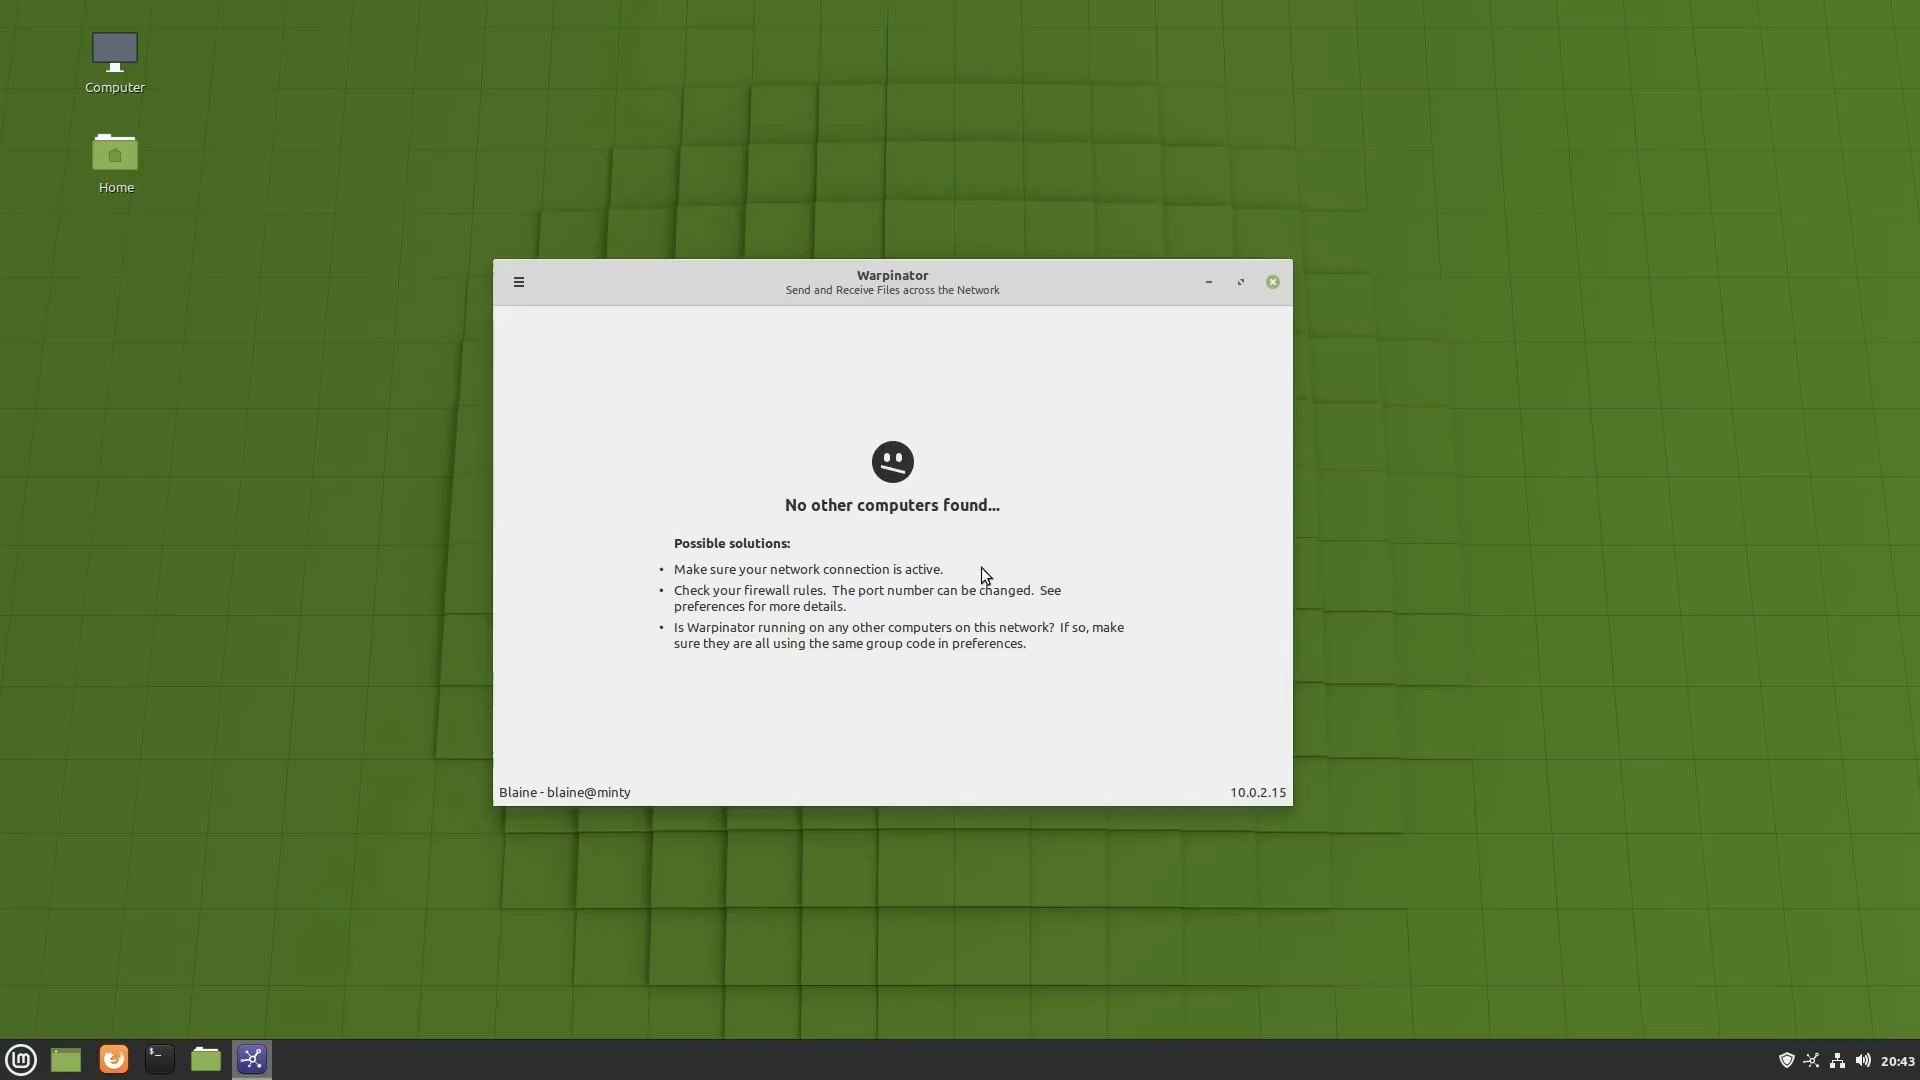 Computer
Home
Warpinator
Send and Receive Files across the Network
No other computers found...
Possible solutions:
• Make sure your network connection is active.
• Check your firewall rules.  The port number can be changed.  See
preferences for more details.
• Is Warpinator running on any other computers on this network?  If so, make
sure they are all using the same group code in preferences.
Blaine - blaine@minty
10.0.2.15
$_
20:43